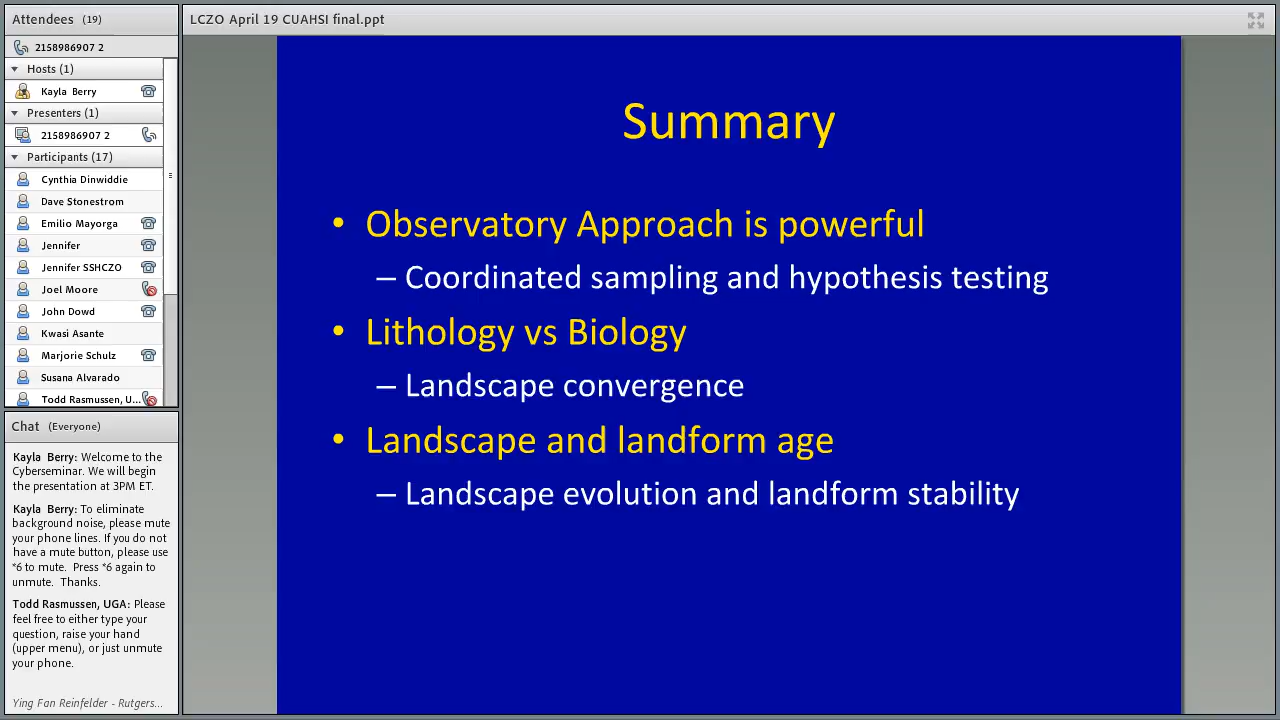 Attendees (19)
2158986907 2
Hosts (1)
Kayla Berry
Presenters (1)
2158986907 2
Participants (17)
Cynthia Dinwiddie
Dave Stonestrom
Emilio Mayorga
Jennifer
Jennifer SSHCZO
Joel Moore
John Dowd
Kwasi Asante
Marjorie Schulz
Susana Alvarado
Todd Rasmussen, U...
Chat (Everyone)
Kayla Berry: Welcome to the
Cyberseminar. We will begin
the presentation at 3PM ET.
Kayla Berry: To eliminate
background noise, please mute
your phone lines. If you do not
have a mute button, please use
*6 to mute. Press *6 again to
unmute. Thanks.
Todd Rasmussen, UGA: Please
feel free to either type your
question, raise your hand
(upper menu), or just unmute
your phone.
Ying Fan Reinfelder - Rutgers...
LCZO April 19 CUAHSI final.ppt
Summary
• Observatory Approach is powerful
– Coordinated sampling and hypothesis testing
• Lithology vs Biology
– Landscape convergence
• Landscape and landform age
– Landscape evolution and landform stability